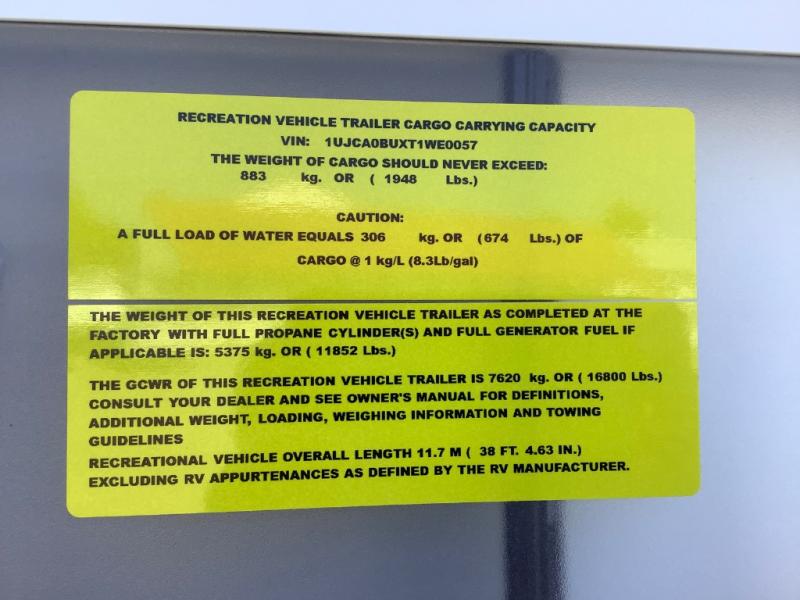 RECREATION VEHICLE TRAILER CARGO CARRYING CAPACITY
VIN: 1UJCA0BUXT1WE0057
THE WEIGHT OF CARGO SHOULD NEVER EXCEED:
883 kg. OR ( 1948 Lbs.)
CAUTION:
A FULL LOAD OF WATER EQUALS 306 kg. OR (674 Lbs.) OF
CARGO @ 1 kg/L (8.3Lb/gal)
THE WEIGHT OF THIS RECREATION VEHICLE TRAILER AS COMPLETED AT THE
FACTORY WITH FULL PROPANE CYLINDER(S) AND FULL GENERATOR FUEL IF
APPLICABLE IS: 5375 kg. OR ( 11852 Lbs.)
THE GCWR OF THIS RECREATION VEHICLE TRAILER IS 7620 kg. OR ( 16800 Lbs.)
CONSULT YOUR DEALER AND SEE OWNER'S MANUAL FOR DEFINITIONS,
ADDITIONAL WEIGHT, LOADING, WEIGHING INFORMATION AND TOWING
GUIDELINES
RECREATIONAL VEHICLE OVERALL LENGTH 11.7 M ( 38 FT. 4.63 IN.)
EXCLUDING RV APPURTENANCES AS DEFINED BY THE RV MANUFACTURER.